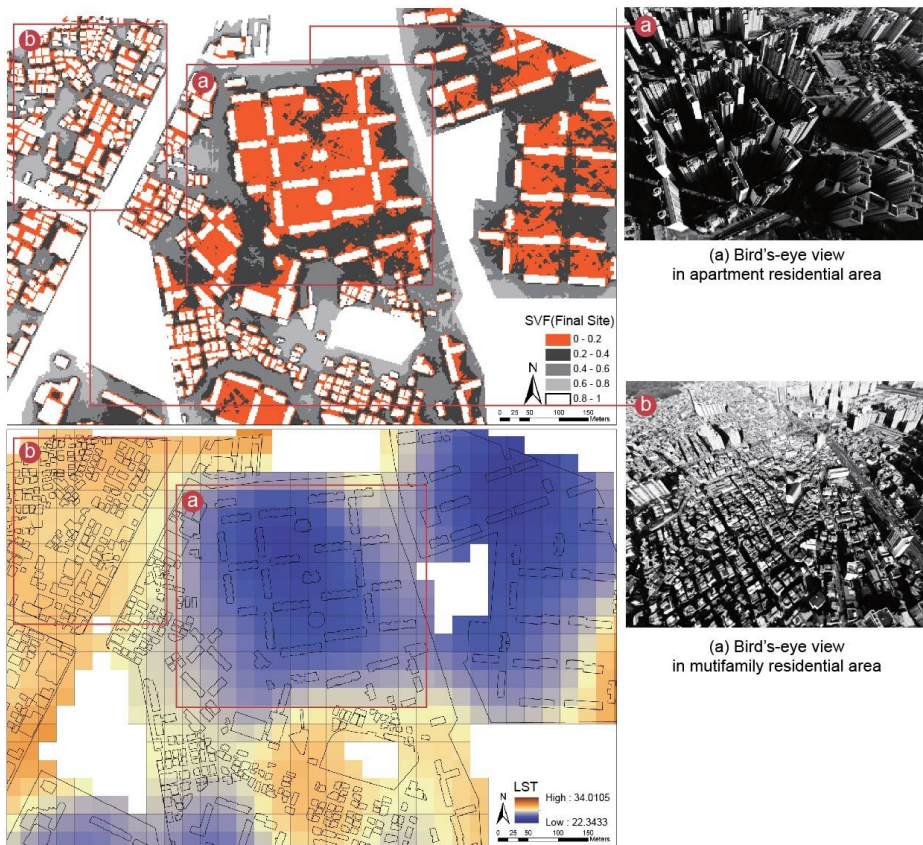 b
a
SVF(Final Site)
0 - 0.2
0.2 - 0.4
0.4 - 0.6
0.6 - 0.8
0.8 - 1
N
0 25 50 100 150
Meters
a
(a) Bird's-eye view
in apartment residential area
b
(a) Bird's-eye view
in mutifamily residential area
b
a
LST
High : 34.0105
Low : 22.3433
N
0 25 50 100 150
Meters